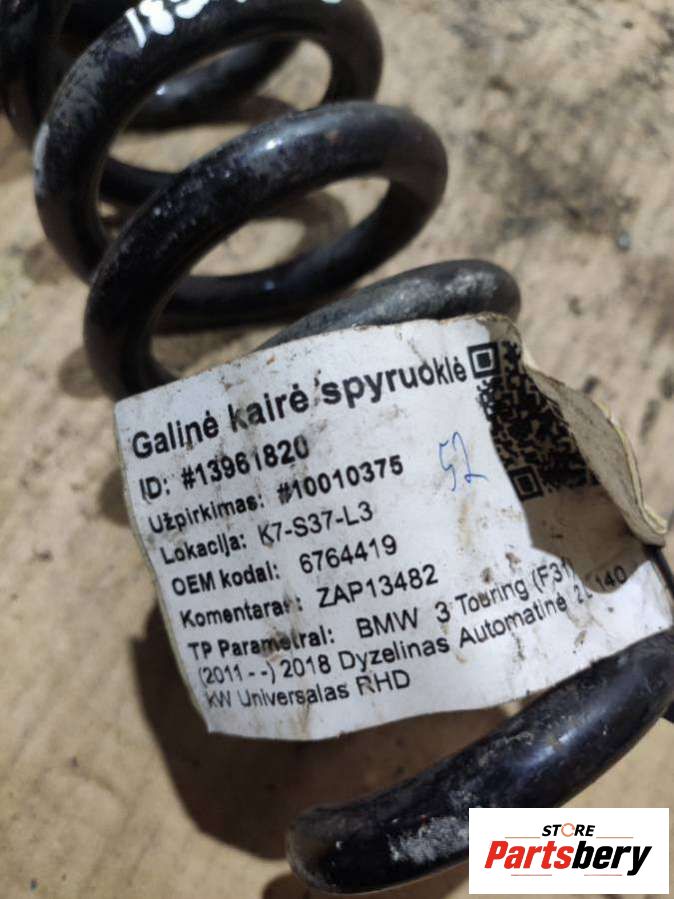 Galinė kairė spyruoklė
ID: #13961820
Užpirkimas: #10010375
52
Lokacija: K7-S37-L3
OEM kodai: 6764419
Komentaras: ZAP13482
TP Parametrai: BMW 3 Touring (F31)
(2011 - -) 2018 Dyzelinas Automatinė 140
kW Universalas RHD
STORE
Partsbery